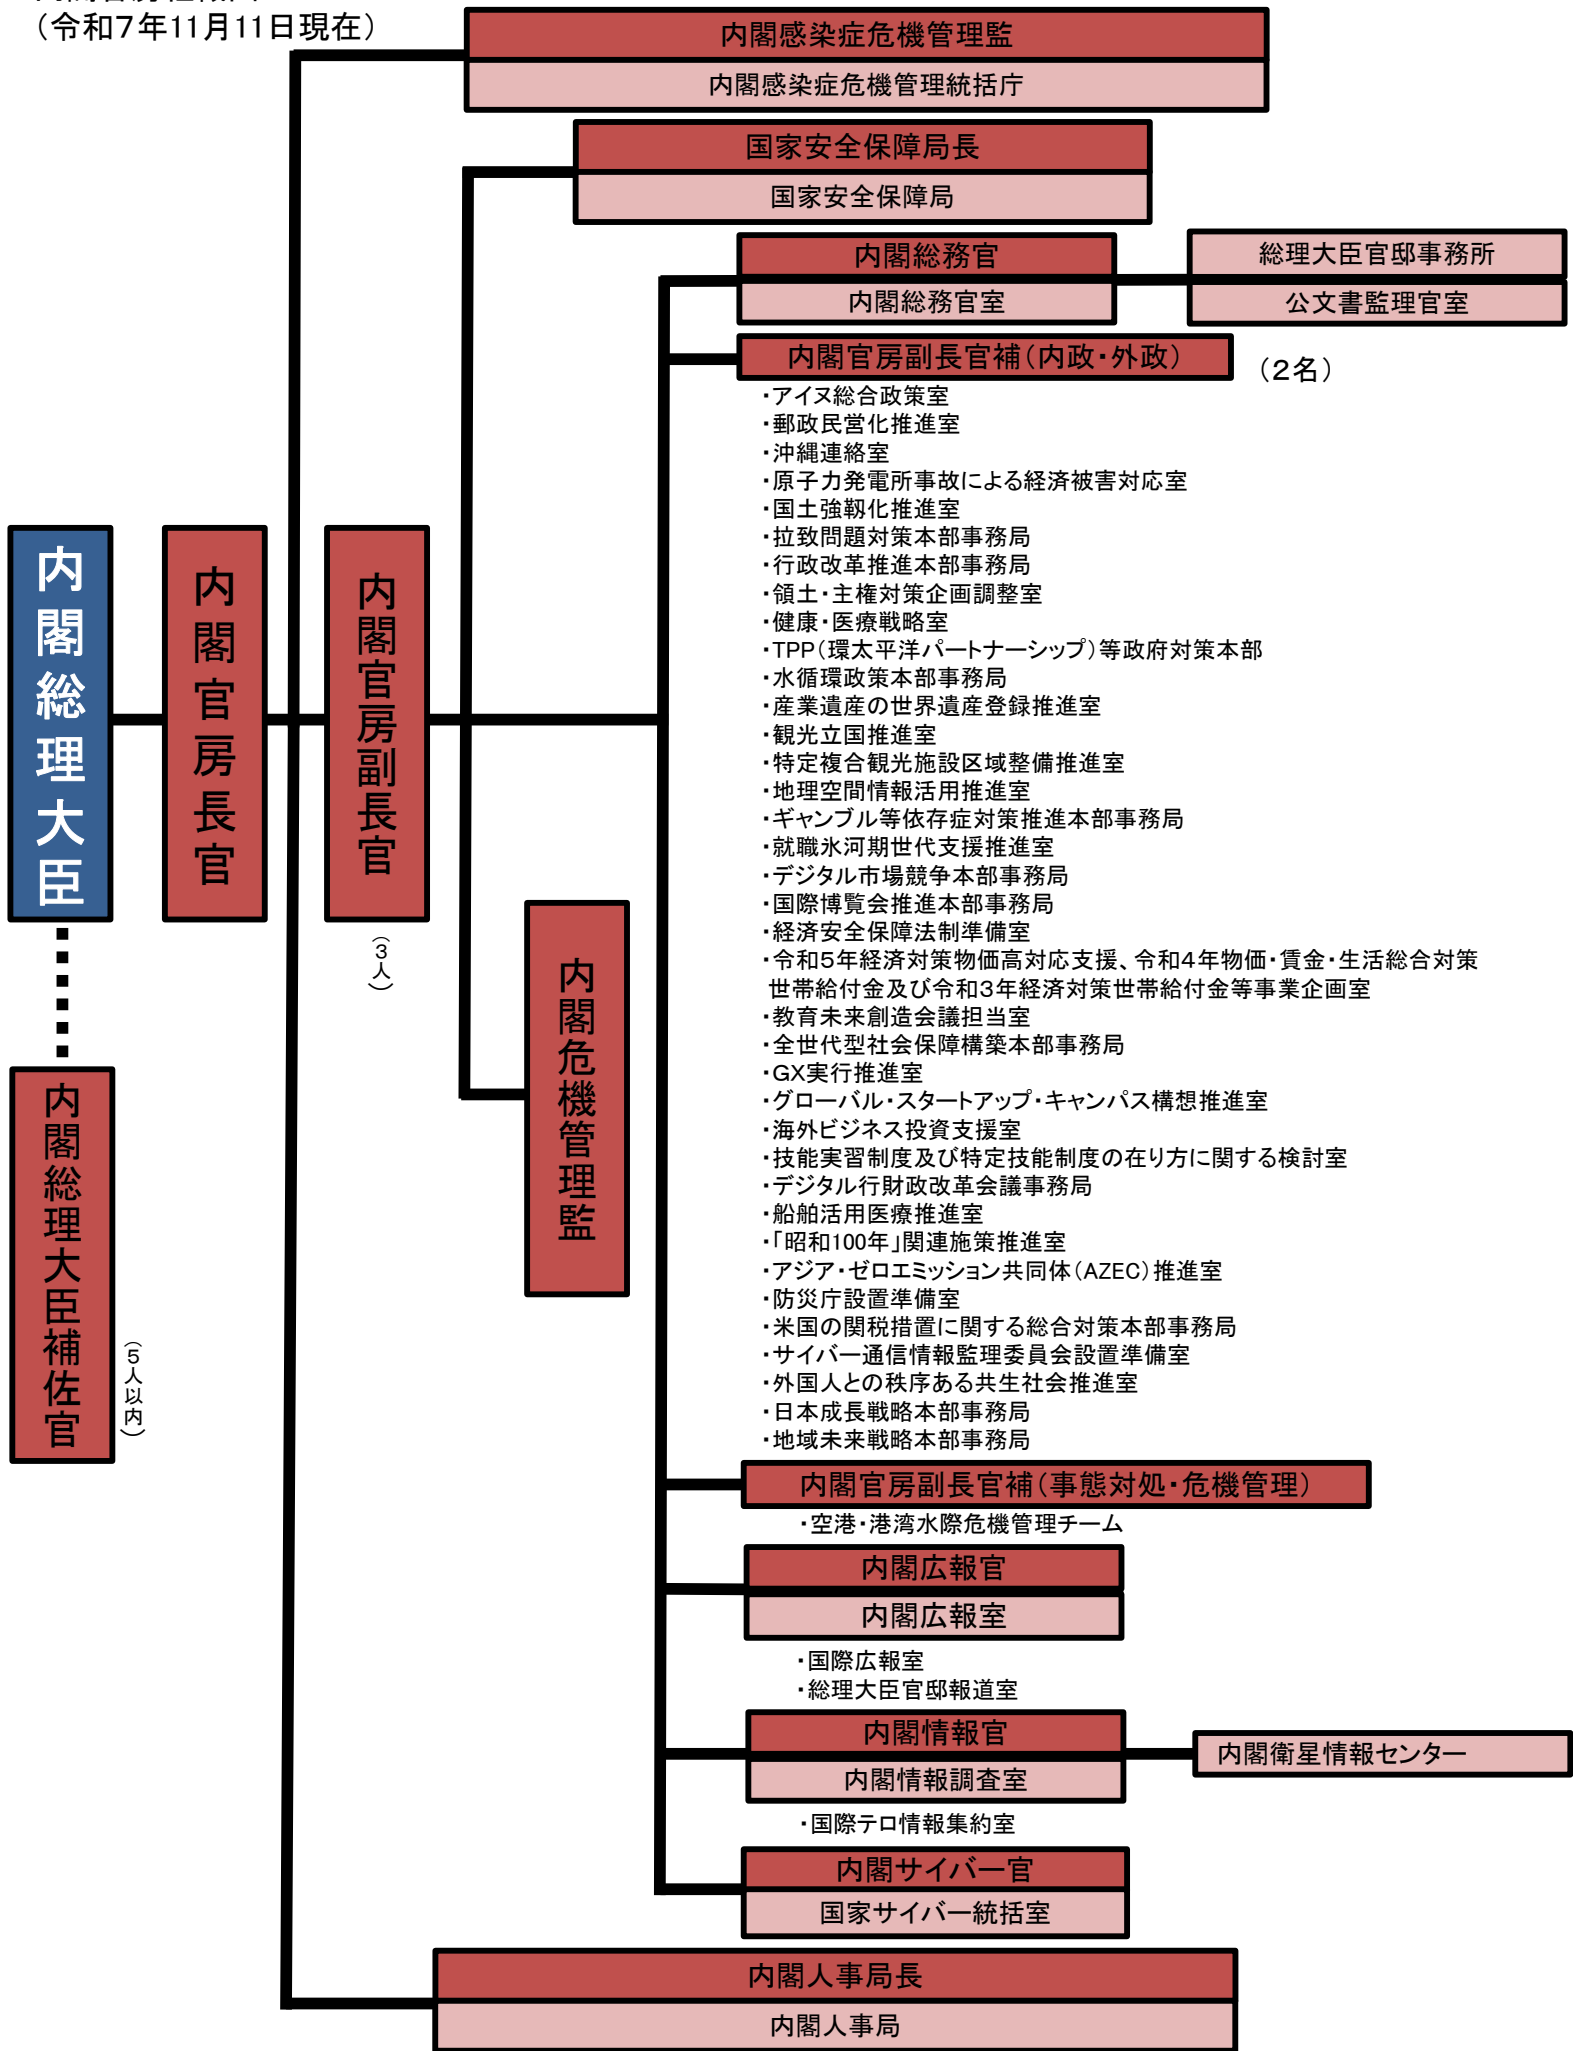 （令和7年11月11日現在）
内閣感染症危機管理監
内閣感染症危機管理統括庁
国家安全保障局長
国家安全保障局
内閣総務官
内閣総務官室
総理大臣官邸事務所
公文書監理官室
内閣官房副長官補（内政・外政）
（２名）
・アイヌ総合政策室
・郵政民営化推進室
・沖縄連絡室
・原子力発電所事故による経済被害対応室
・国土強靱化推進室
・拉致問題対策本部事務局
・行政改革推進本部事務局
・領土・主権対策企画調整室
・健康・医療戦略室
・TPP（環太平洋パートナーシップ）等政府対策本部
・水循環政策本部事務局
・産業遺産の世界遺産登録推進室
・観光立国推進室
・特定複合観光施設区域整備推進室
・地理空間情報活用推進室
・ギャンブル等依存症対策推進本部事務局
・就職氷河期世代支援推進室
・デジタル市場競争本部事務局
・国際博覧会推進本部事務局
・経済安全保障法制準備室
・令和５年経済対策物価高対応支援、令和４年物価・賃金・生活総合対策
世帯給付金及び令和３年経済対策世帯給付金等事業企画室
・教育未来創造会議担当室
・全世代型社会保障構築本部事務局
・GX実行推進室
・グローバル・スタートアップ・キャンパス構想推進室
・海外ビジネス投資支援室
・技能実習制度及び特定技能制度の在り方に関する検討室
・デジタル行財政改革会議事務局
・船舶活用医療推進室
・「昭和100年」関連施策推進室
・アジア・ゼロエミッション共同体（AZEC）推進室
・防災庁設置準備室
・米国の関税措置に関する総合対策本部事務局
・サイバー通信情報監理委員会設置準備室
・外国人との秩序ある共生社会推進室
・日本成長戦略本部事務局
・地域未来戦略本部事務局
内閣総理大臣
内閣官房長官
内閣官房副長官
（３人）
内閣危機管理監
内閣総理大臣補佐官
（５人以内）
内閣官房副長官補（事態対処・危機管理）
・空港・港湾水際危機管理チーム
内閣広報官
内閣広報室
・国際広報室
・総理大臣官邸報道室
内閣情報官
内閣情報調査室
内閣衛星情報センター
・国際テロ情報集約室
内閣サイバー官
国家サイバー統括室
内閣人事局長
内閣人事局